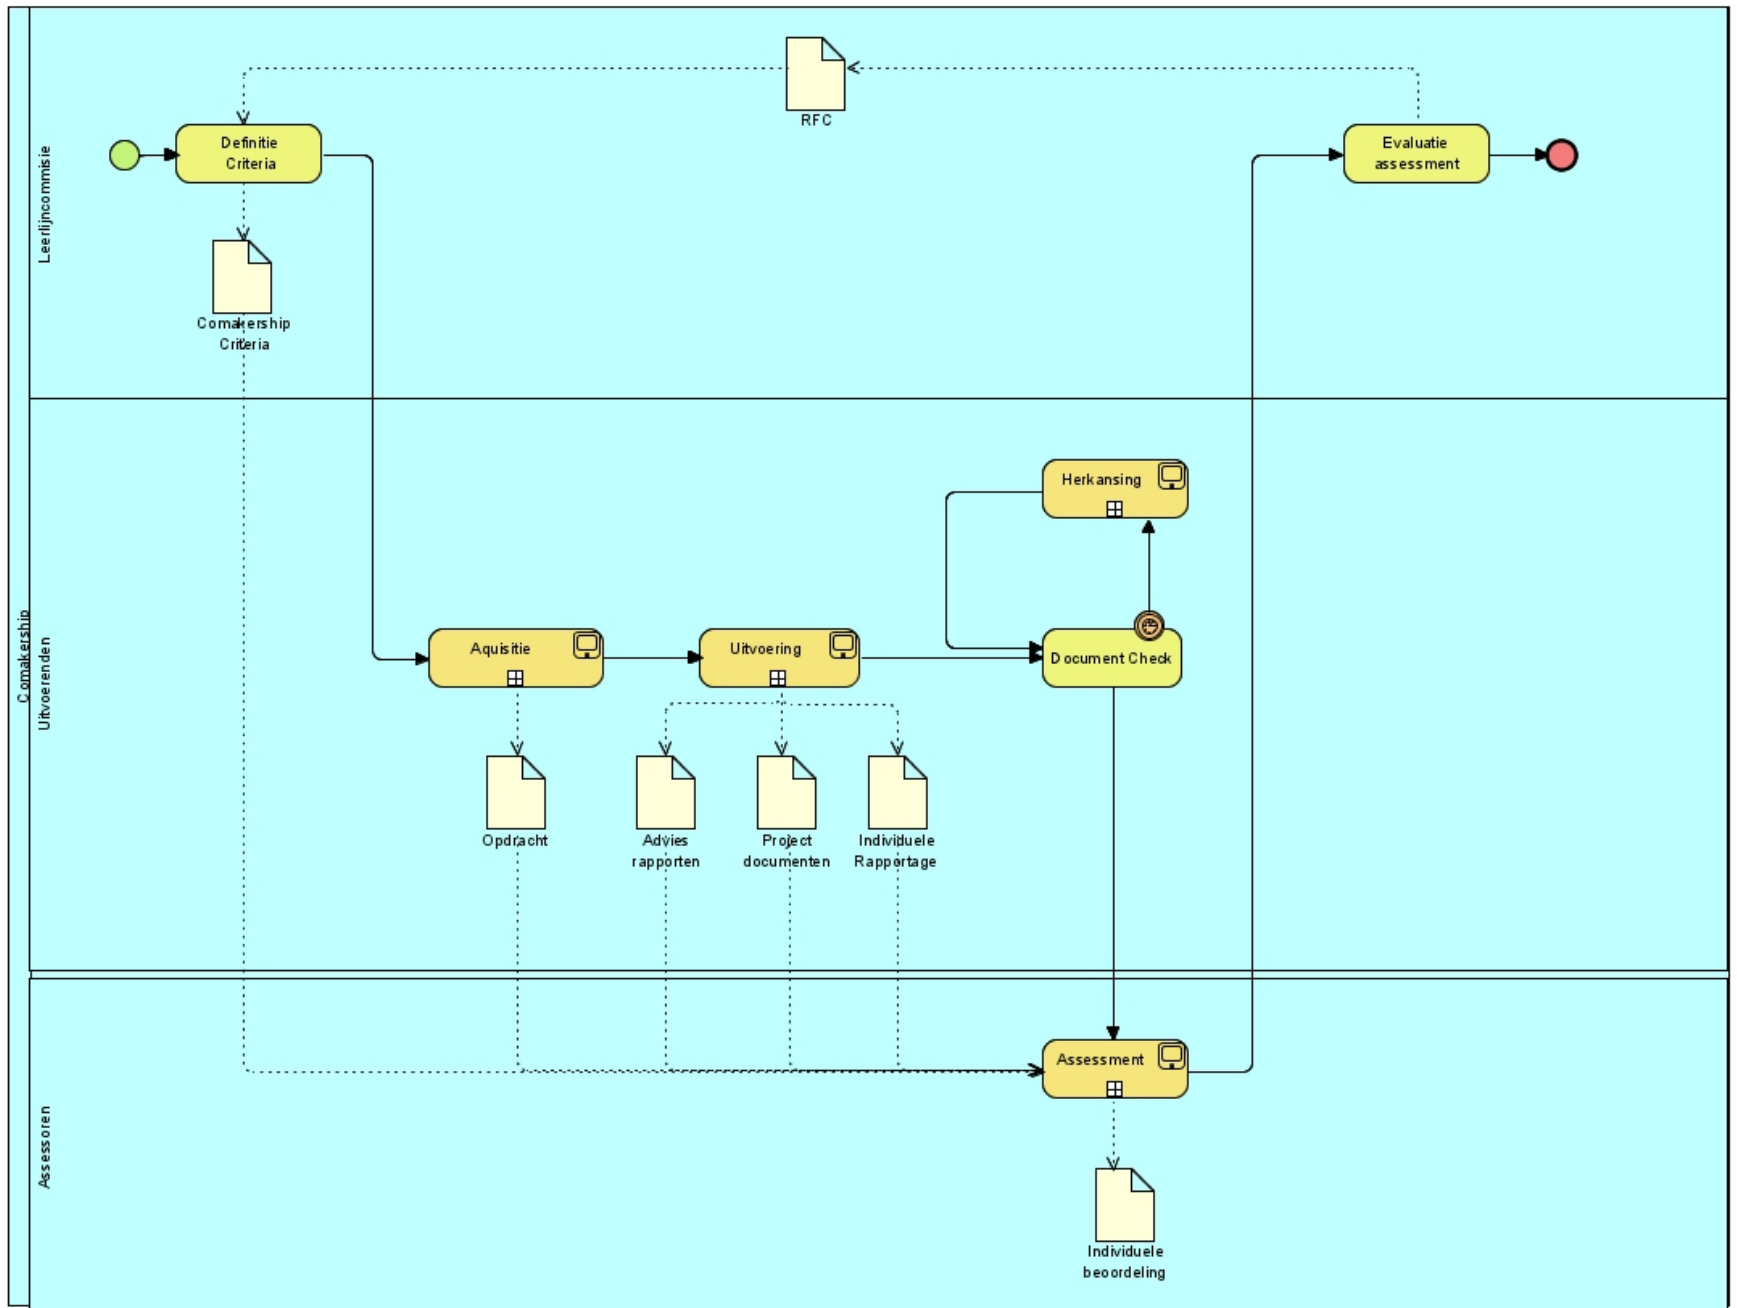 RFC
Definitie
Criteria
Evaluatie
assessment
Leerlijncommisie
Comakership
Criteria
Herkansing
Comakership
Uitvoerenden
Aquisitie
Uitvoering
Document Check
Opdracht
Advies
rapporten
Project
documenten
Individuele
Rapportage
Assessoren
Assessment
Individuele
beoordeling